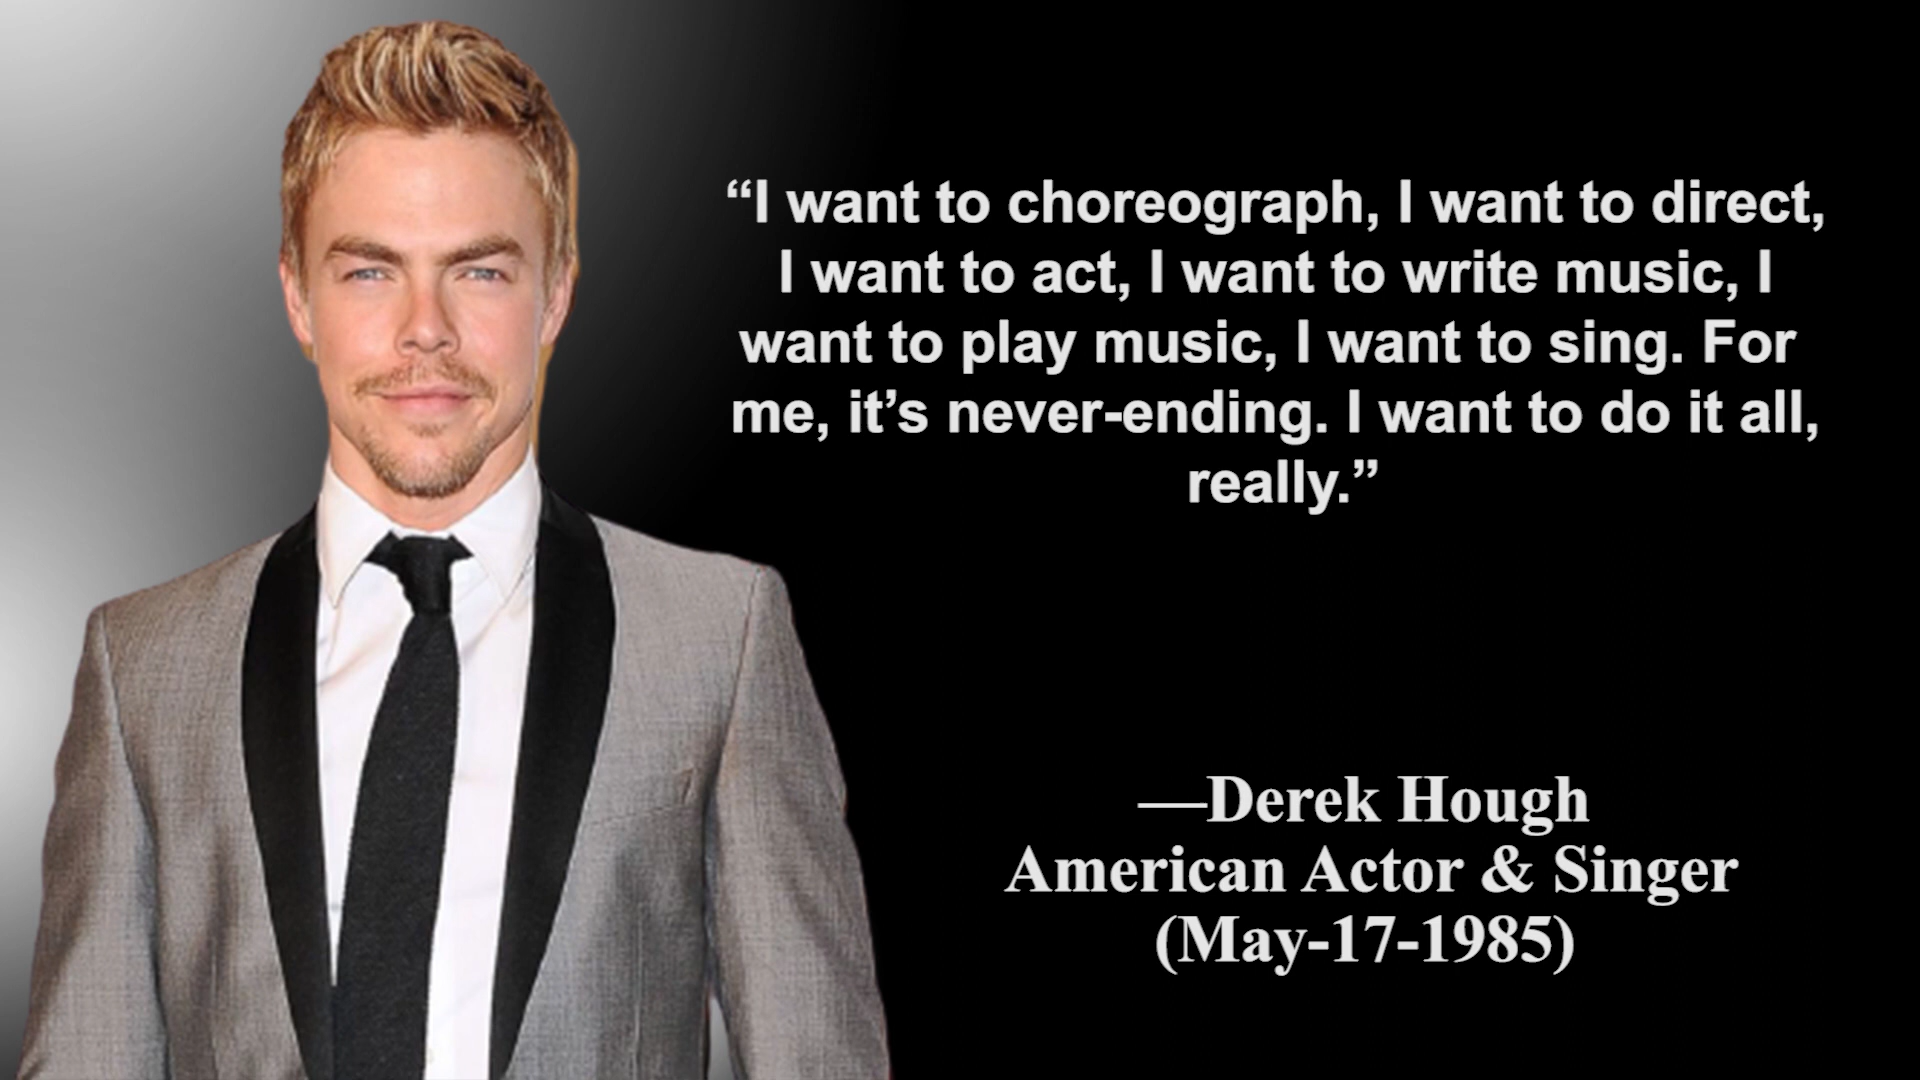 “I want to choreograph, I want to direct,
I want to act, I want to write music, I
want to play music, I want to sing. For
me, it’s never-ending. I want to do it all,
really.”
—Derek Hough
American Actor & Singer
(May-17-1985)